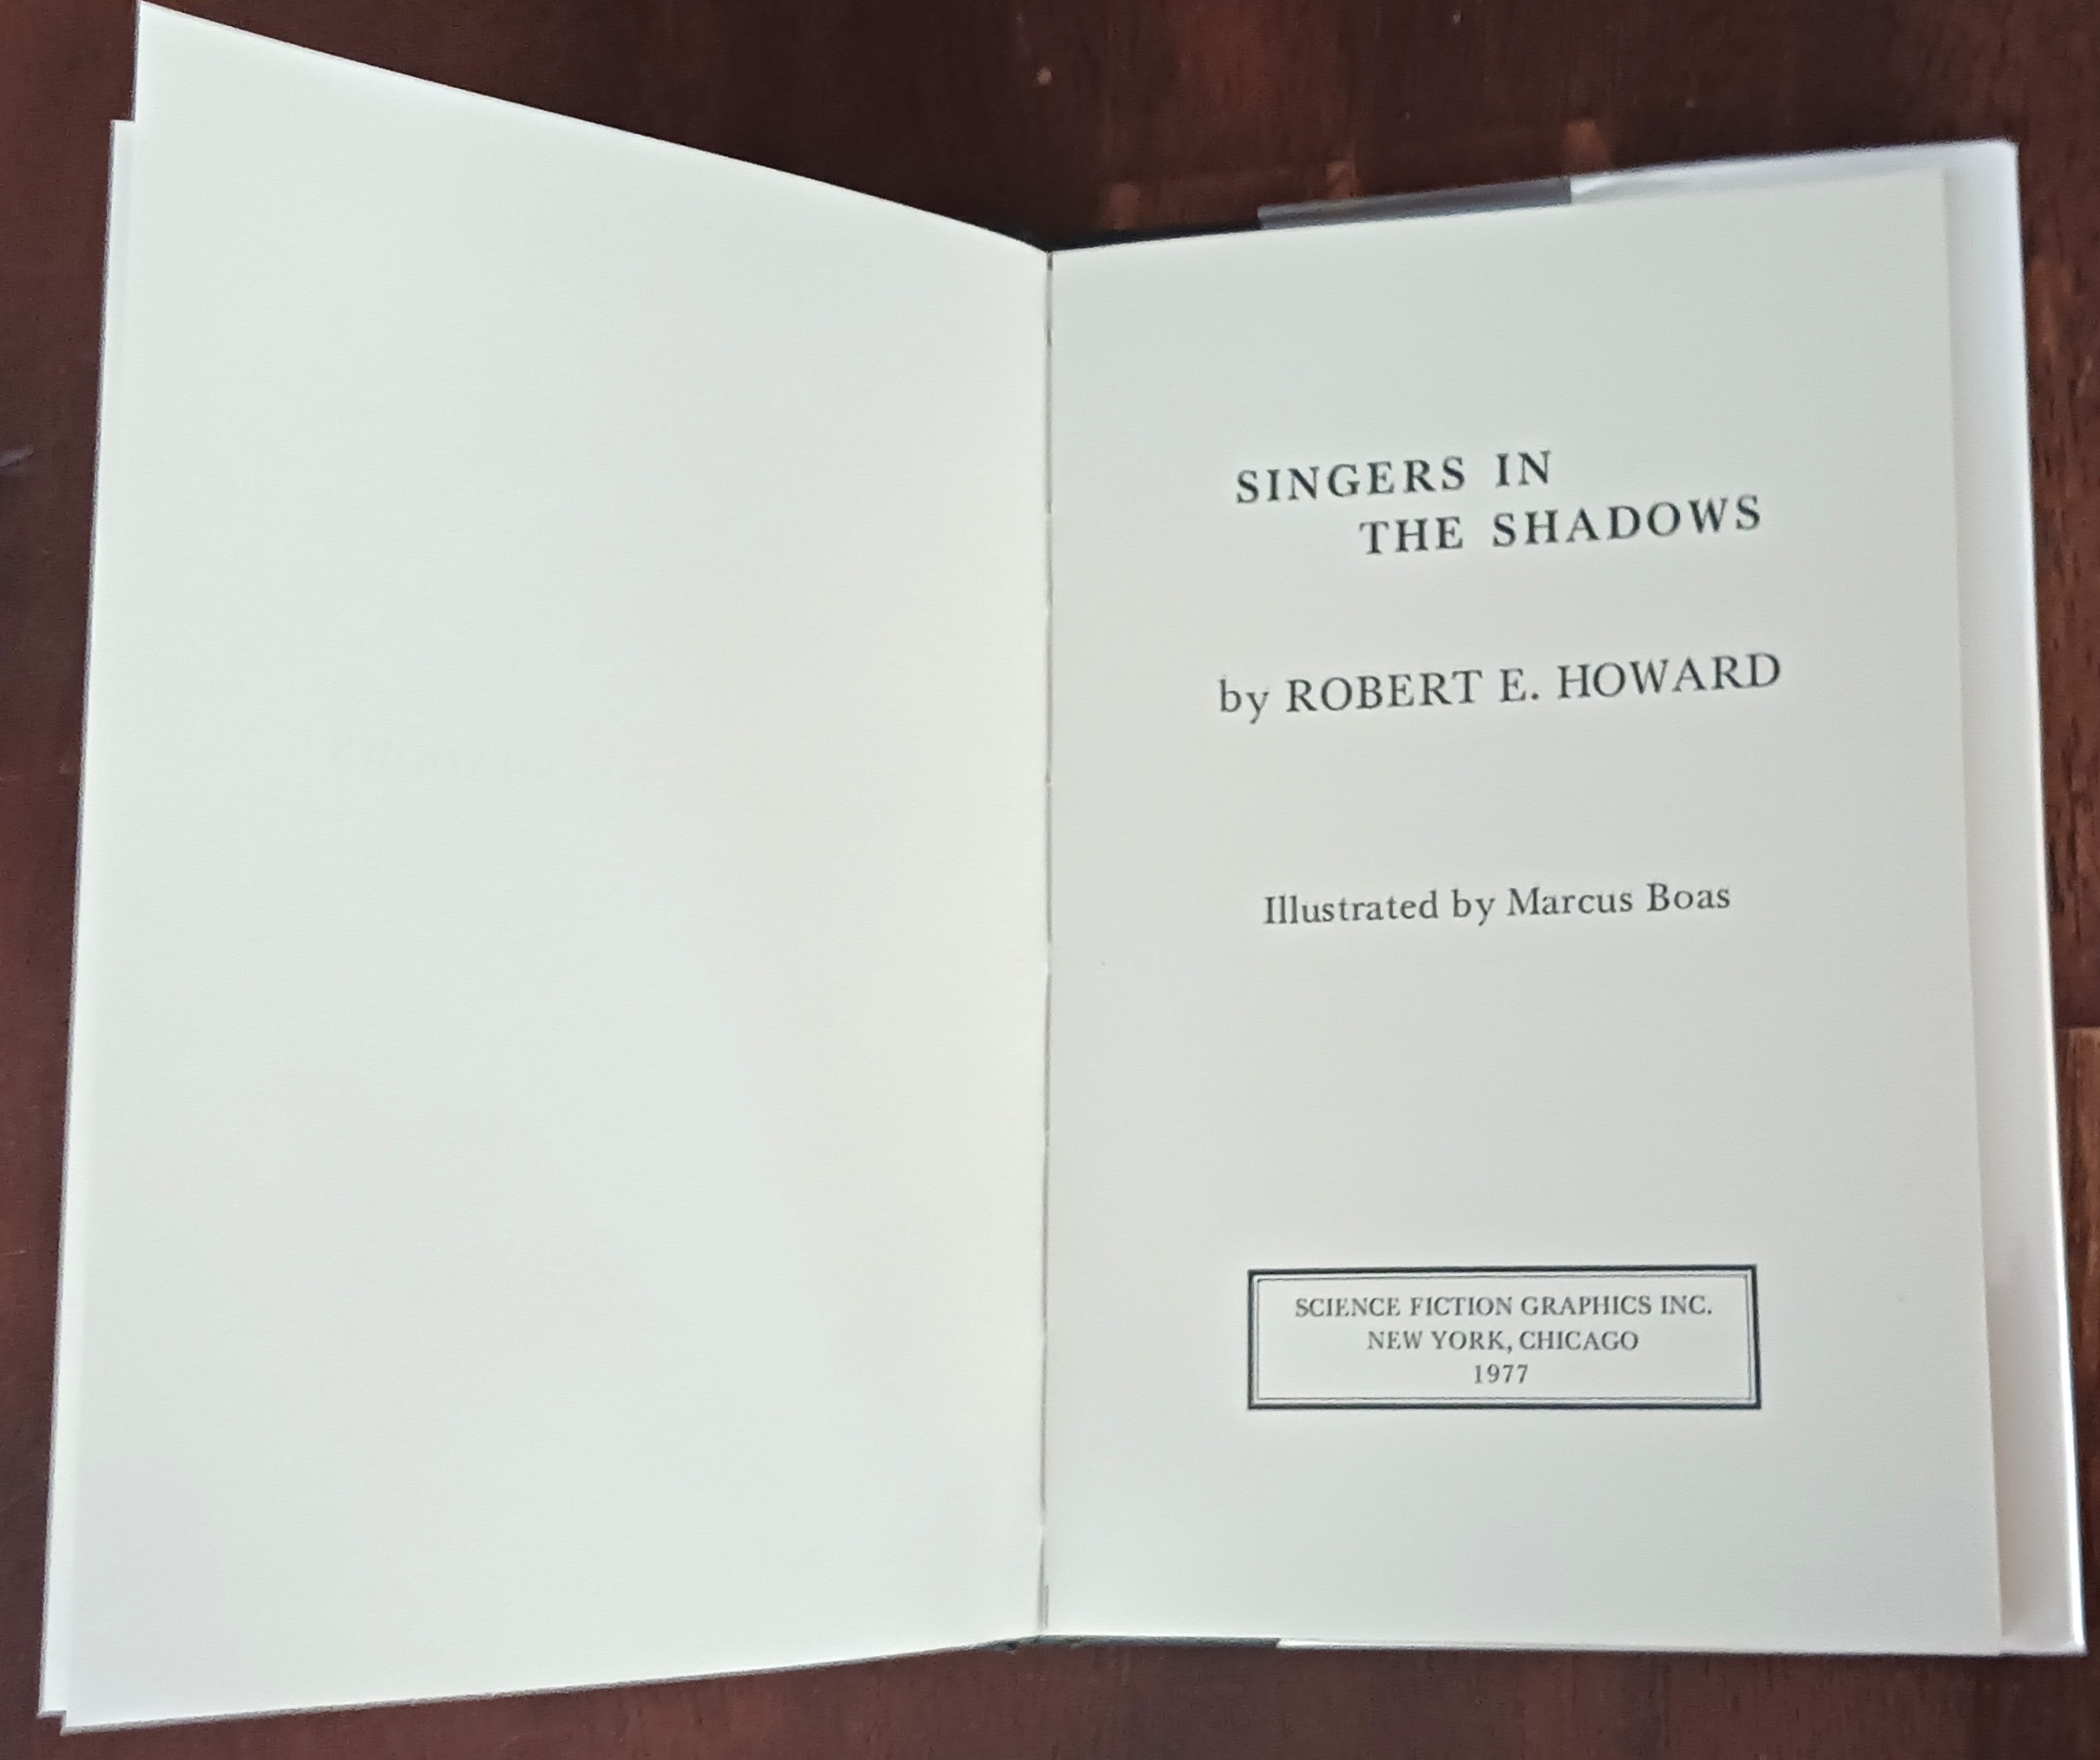 SINGERS IN
THE SHADOWS
by ROBERT E. HOWARD
Illustrated by Marcus Boas
SCIENCE FICTION GRAPHICS INC.
NEW YORK, CHICAGO
1977